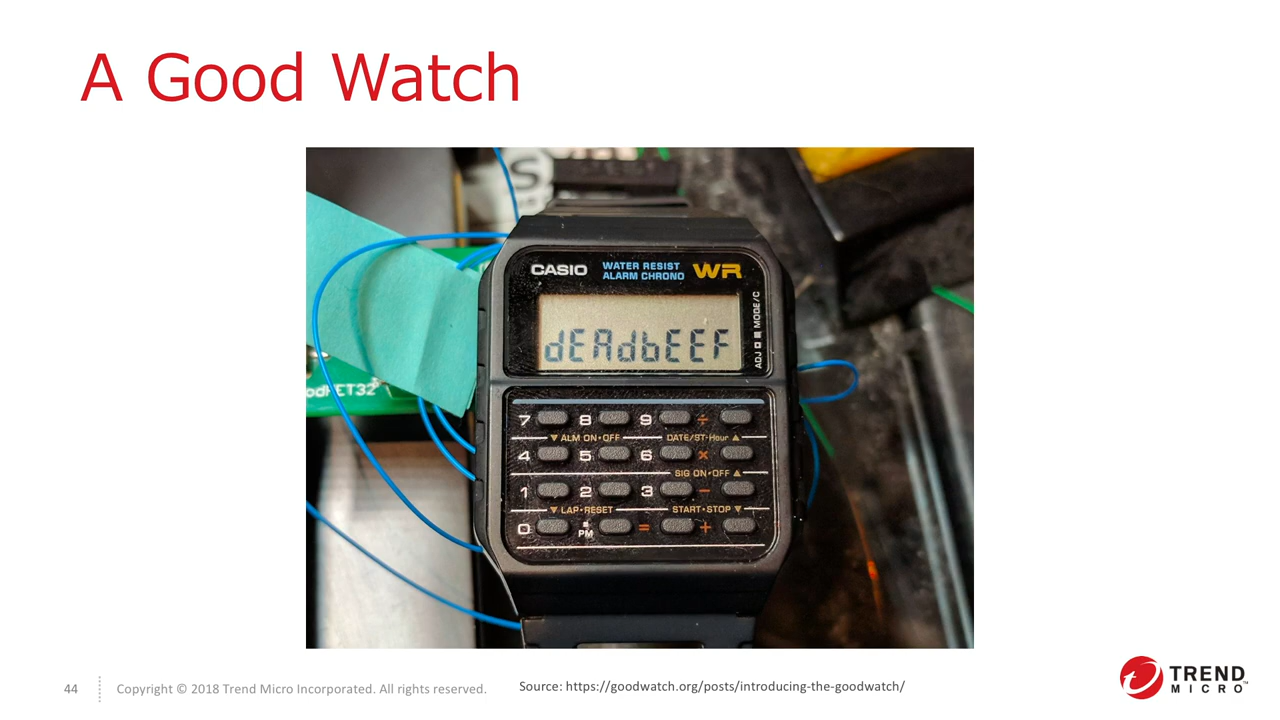 A Good Watch
S
CASIO
WATER RESIST
ALARM CHRONO
WR
ADJ MODE/C
dEAdbEEF
odFET32
7 8 9 ÷
▼ ALM ON•OFF DATE/ST•Hour ▲
4 5 6 ×
SIG ON•OFF ▲
1 2 3 −
▼ LAP•RESET START•STOP ▼
0 PM = +
44
Copyright © 2018 Trend Micro Incorporated. All rights reserved.
Source: https://goodwatch.org/posts/introducing-the-goodwatch/
TREND
MICRO™